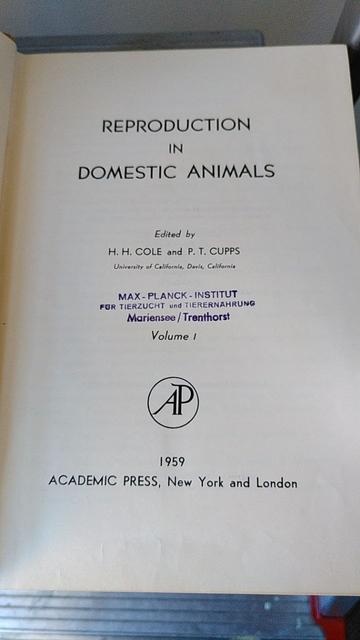 REPRODUCTION
IN
DOMESTIC ANIMALS
Edited by
H. H. COLE and P. T. CUPPS
University of California, Davis, California
MAX-PLANCK-INSTITUT
FÜR TIERZUCHT und TIERERNÄHRUNG
Mariensee/Trenthorst
Volume I
AP
1959
ACADEMIC PRESS, New York and London